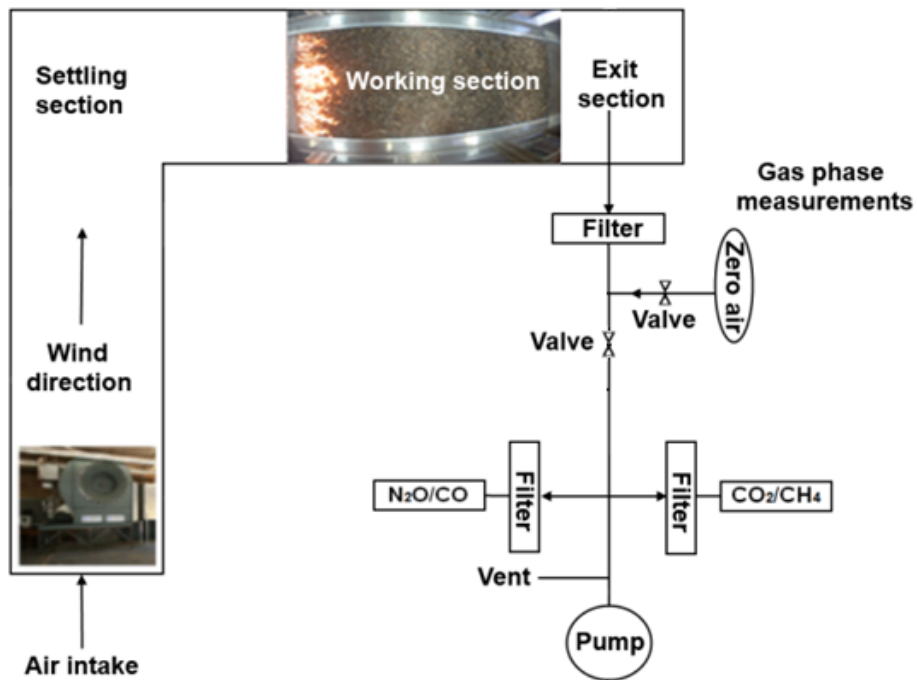 Settling
section
Working section
Exit
section
Gas phase
measurements
Filter
Zero air
Valve
Valve
Wind
direction
N₂O/CO
Filter
Filter
CO₂/CH₄
Vent
Pump
Air intake